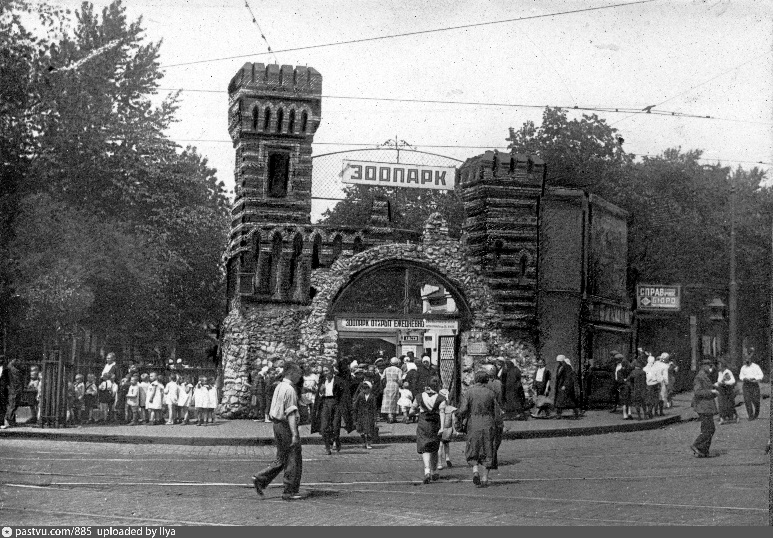 ЗООПАРК
СПРАВ
БЮРО
ЗООПАРК ОТКРЫТ ЕЖЕДНЕВНО
pastvu.com/885 uploaded by Ilya